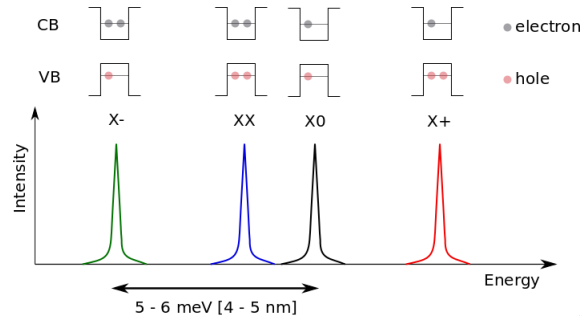 CB
electron
VB
hole
X-
XX
X0
X+
Intensity
Energy
5 - 6 meV [4 - 5 nm]